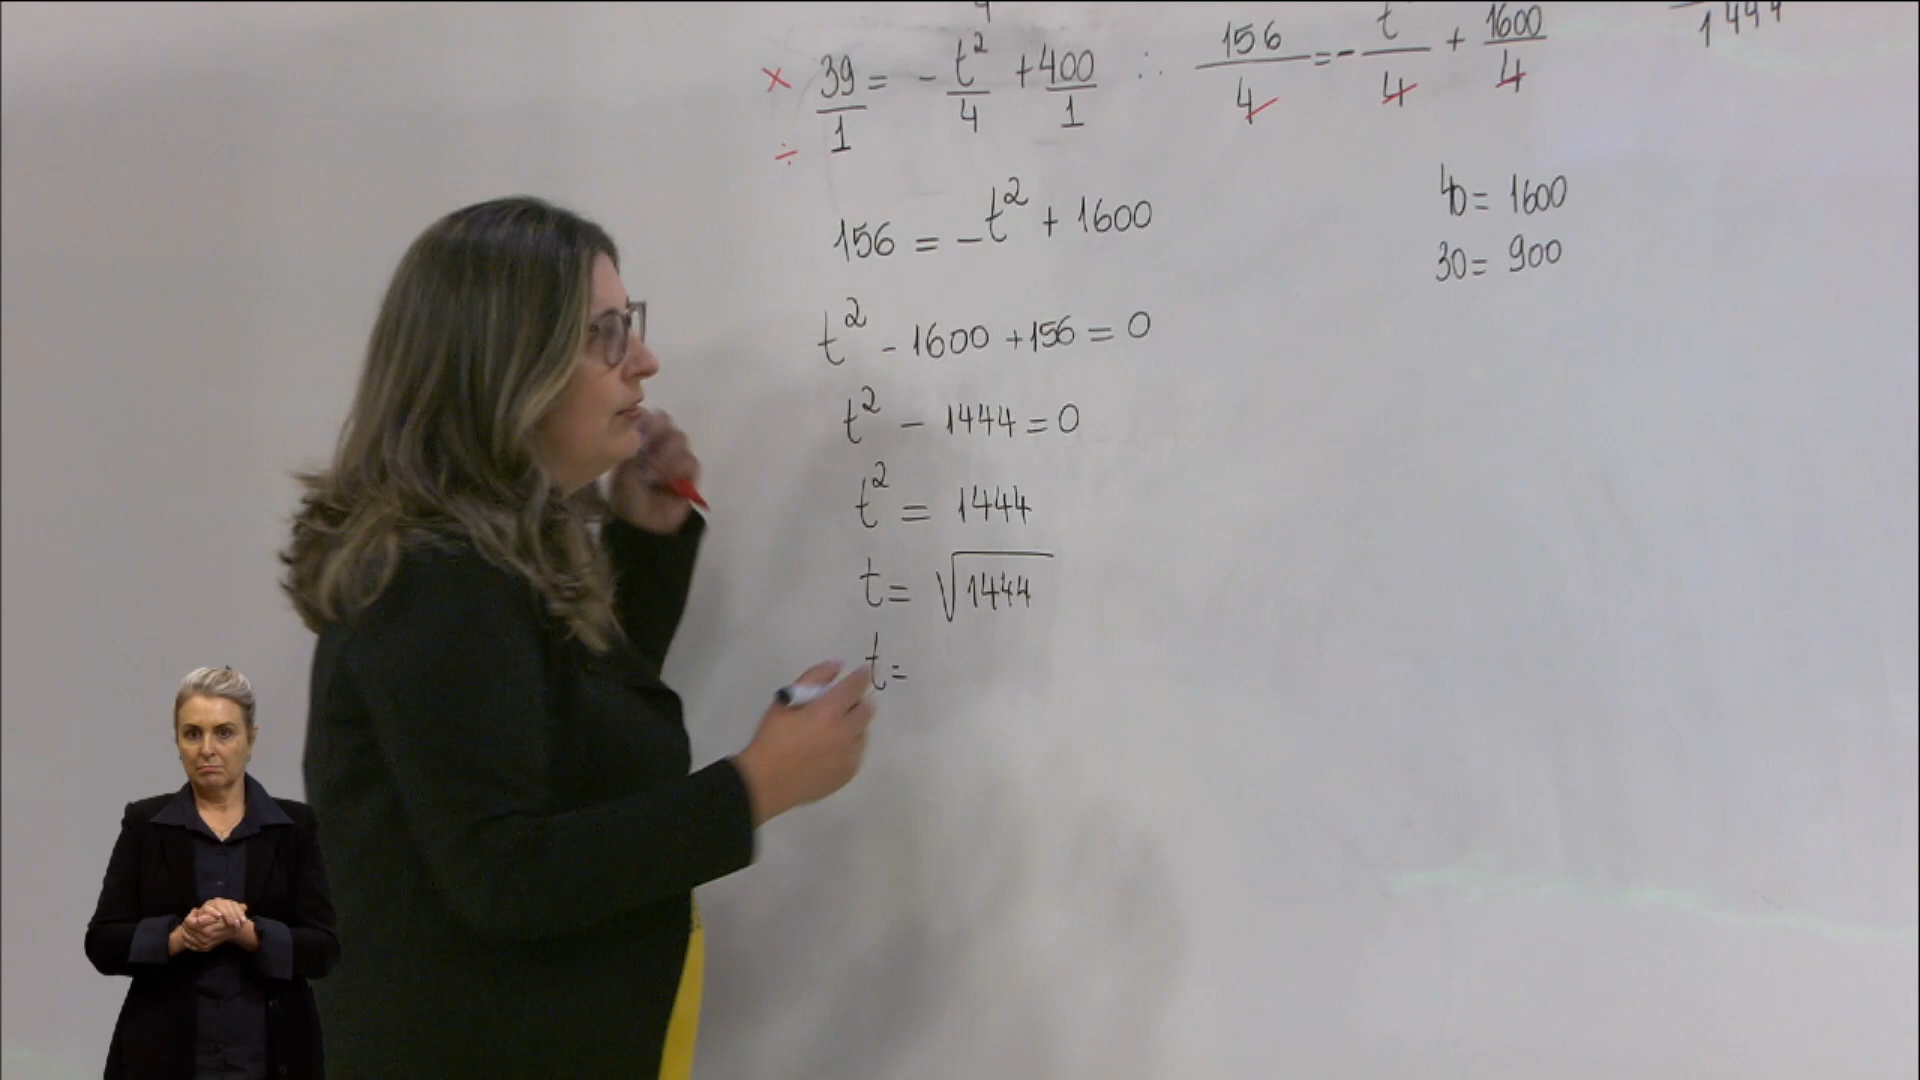 × ÷ 39/1 = - t²/4 + 400/1 ∴ 156/4 = - t/4 + 1600/4
1444
156 = -t² + 1600
40 = 1600
30 = 900
t² - 1600 + 156 = 0
t² - 1444 = 0
t² = 1444
t = √1444
t =